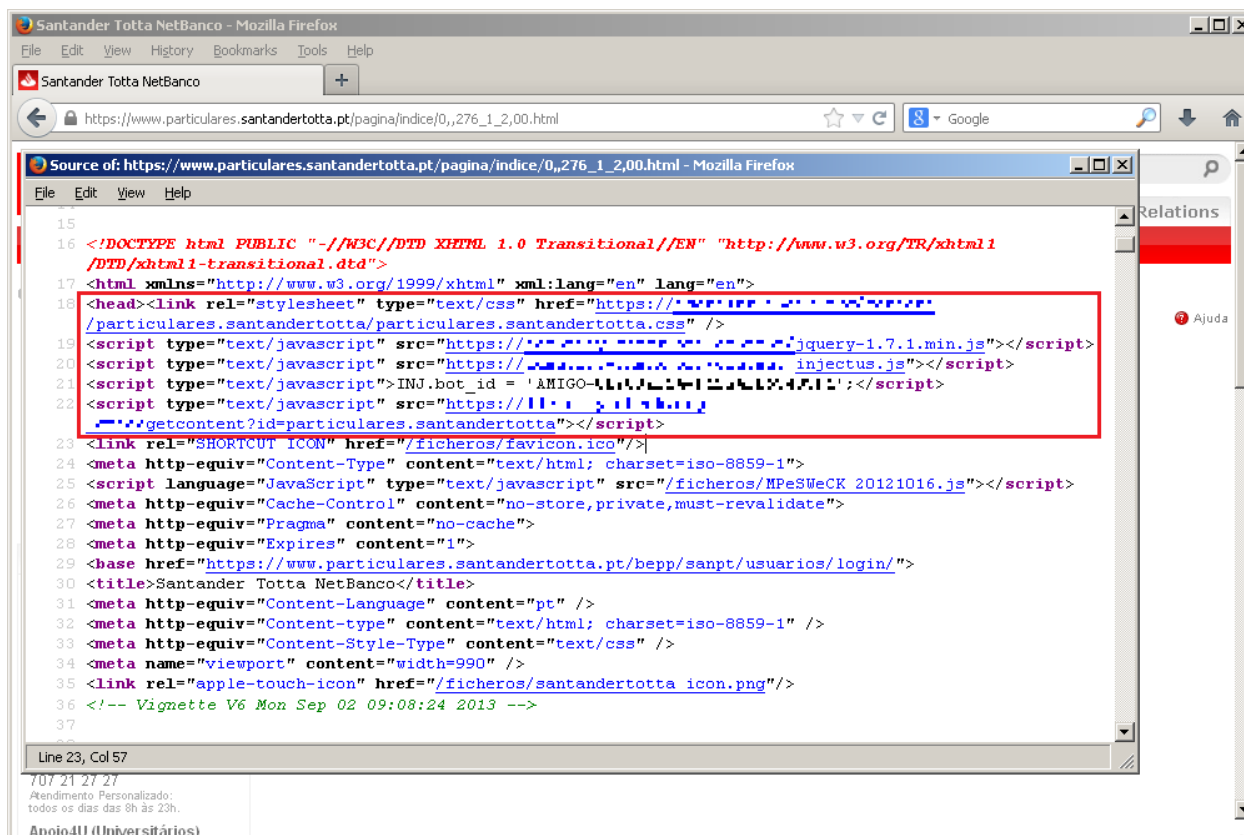 Santander Totta NetBanco - Mozilla Firefox
File Edit View History Bookmarks Tools Help
Santander Totta NetBanco
https://www.particulares.santandertotta.pt/pagina/indice/0,,276_1_2,00.html
Google
Relations
Ajuda
Source of: https://www.particulares.santandertotta.pt/pagina/indice/0,,276_1_2,00.html - Mozilla Firefox
File Edit View Help
15
16 <!DOCTYPE html PUBLIC "-//W3C//DTD XHTML 1.0 Transitional//EN" "http://www.w3.org/TR/xhtml1
/DTD/xhtml1-transitional.dtd">
17 <html xmlns="http://www.w3.org/1999/xhtml" xml:lang="en" lang="en">
18 <head><link rel="stylesheet" type="text/css" href="https://
/particulares.santandertotta/particulares.santandertotta.css" />
19 <script type="text/javascript" src="https:// jquery-1.7.1.min.js"></script>
20 <script type="text/javascript" src="https:// injectus.js"></script>
21 <script type="text/javascript">INJ.bot_id = 'AMIGO- ';</script>
22 <script type="text/javascript" src="https://
getcontent?id=particulares.santandertotta"></script>
23 <link rel="SHORTCUT ICON" href="/ficheros/favicon.ico"/>
24 <meta http-equiv="Content-Type" content="text/html; charset=iso-8859-1">
25 <script language="JavaScript" type="text/javascript" src="/ficheros/MPeSWeCK_20121016.js"></script>
26 <meta http-equiv="Cache-Control" content="no-store,private,must-revalidate">
27 <meta http-equiv="Pragma" content="no-cache">
28 <meta http-equiv="Expires" content="1">
29 <base href="https://www.particulares.santandertotta.pt/bepp/sanpt/usuarios/login/">
30 <title>Santander Totta NetBanco</title>
31 <meta http-equiv="Content-Language" content="pt" />
32 <meta http-equiv="Content-type" content="text/html; charset=iso-8859-1" />
33 <meta http-equiv="Content-Style-Type" content="text/css" />
34 <meta name="viewport" content="width=990" />
35 <link rel="apple-touch-icon" href="/ficheros/santandertotta_icon.png"/>
36 <!-- Vignette V6 Mon Sep 02 09:08:24 2013 -->
37
Line 23, Col 57
707 21 27 27
Atendimento Personalizado:
todos os dias das 8h às 23h.
Apoio4U (Universitários)